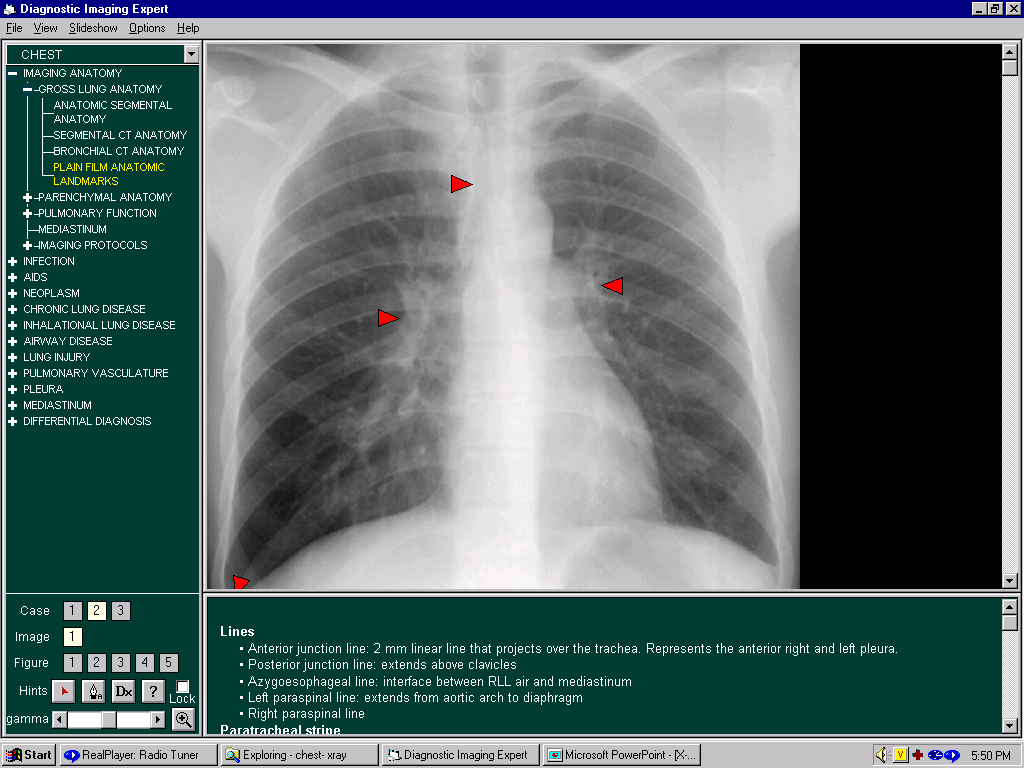 Diagnostic Imaging Expert
File View Slideshow Options Help
CHEST
IMAGING ANATOMY
GROSS LUNG ANATOMY
ANATOMIC SEGMENTAL
ANATOMY
SEGMENTAL CT ANATOMY
BRONCHIAL CT ANATOMY
PLAIN FILM ANATOMIC
LANDMARKS
PARENCHYMAL ANATOMY
PULMONARY FUNCTION
MEDIASTINUM
IMAGING PROTOCOLS
INFECTION
AIDS
NEOPLASM
CHRONIC LUNG DISEASE
INHALATIONAL LUNG DISEASE
AIRWAY DISEASE
LUNG INJURY
PULMONARY VASCULATURE
PLEURA
MEDIASTINUM
DIFFERENTIAL DIAGNOSIS
Case 1 2 3
Image 1
Figure 1 2 3 4 5
Hints A Dx ? Lock
gamma
Lines
• Anterior junction line: 2 mm linear line that projects over the trachea. Represents the anterior right and left pleura.
• Posterior junction line: extends above clavicles
• Azygoesophageal line: interface between RLL air and mediastinum
• Left paraspinal line: extends from aortic arch to diaphragm
• Right paraspinal line
Paratracheal stripe
Start RealPlayer: Radio Tuner Exploring - chest- xray Diagnostic Imaging Expert Microsoft PowerPoint - [X-... Y 5:50 PM